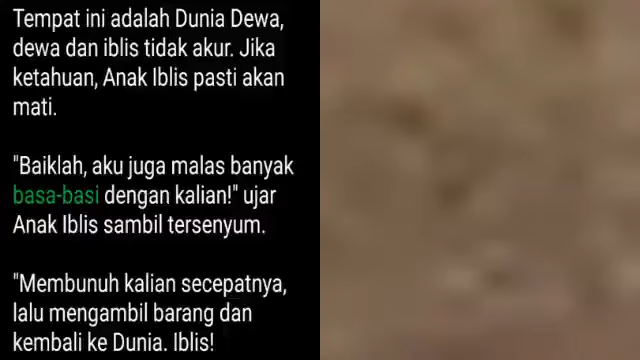 Tempat ini adalah Dunia Dewa,
dewa dan iblis tidak akur. Jika
ketahuan, Anak Iblis pasti akan
mati.
"Baiklah, aku juga malas banyak
basa-basi dengan kalian!" ujar
Anak Iblis sambil tersenyum.
"Membunuh kalian secepatnya,
lalu mengambil barang dan
kembali ke Dunia. Iblis!